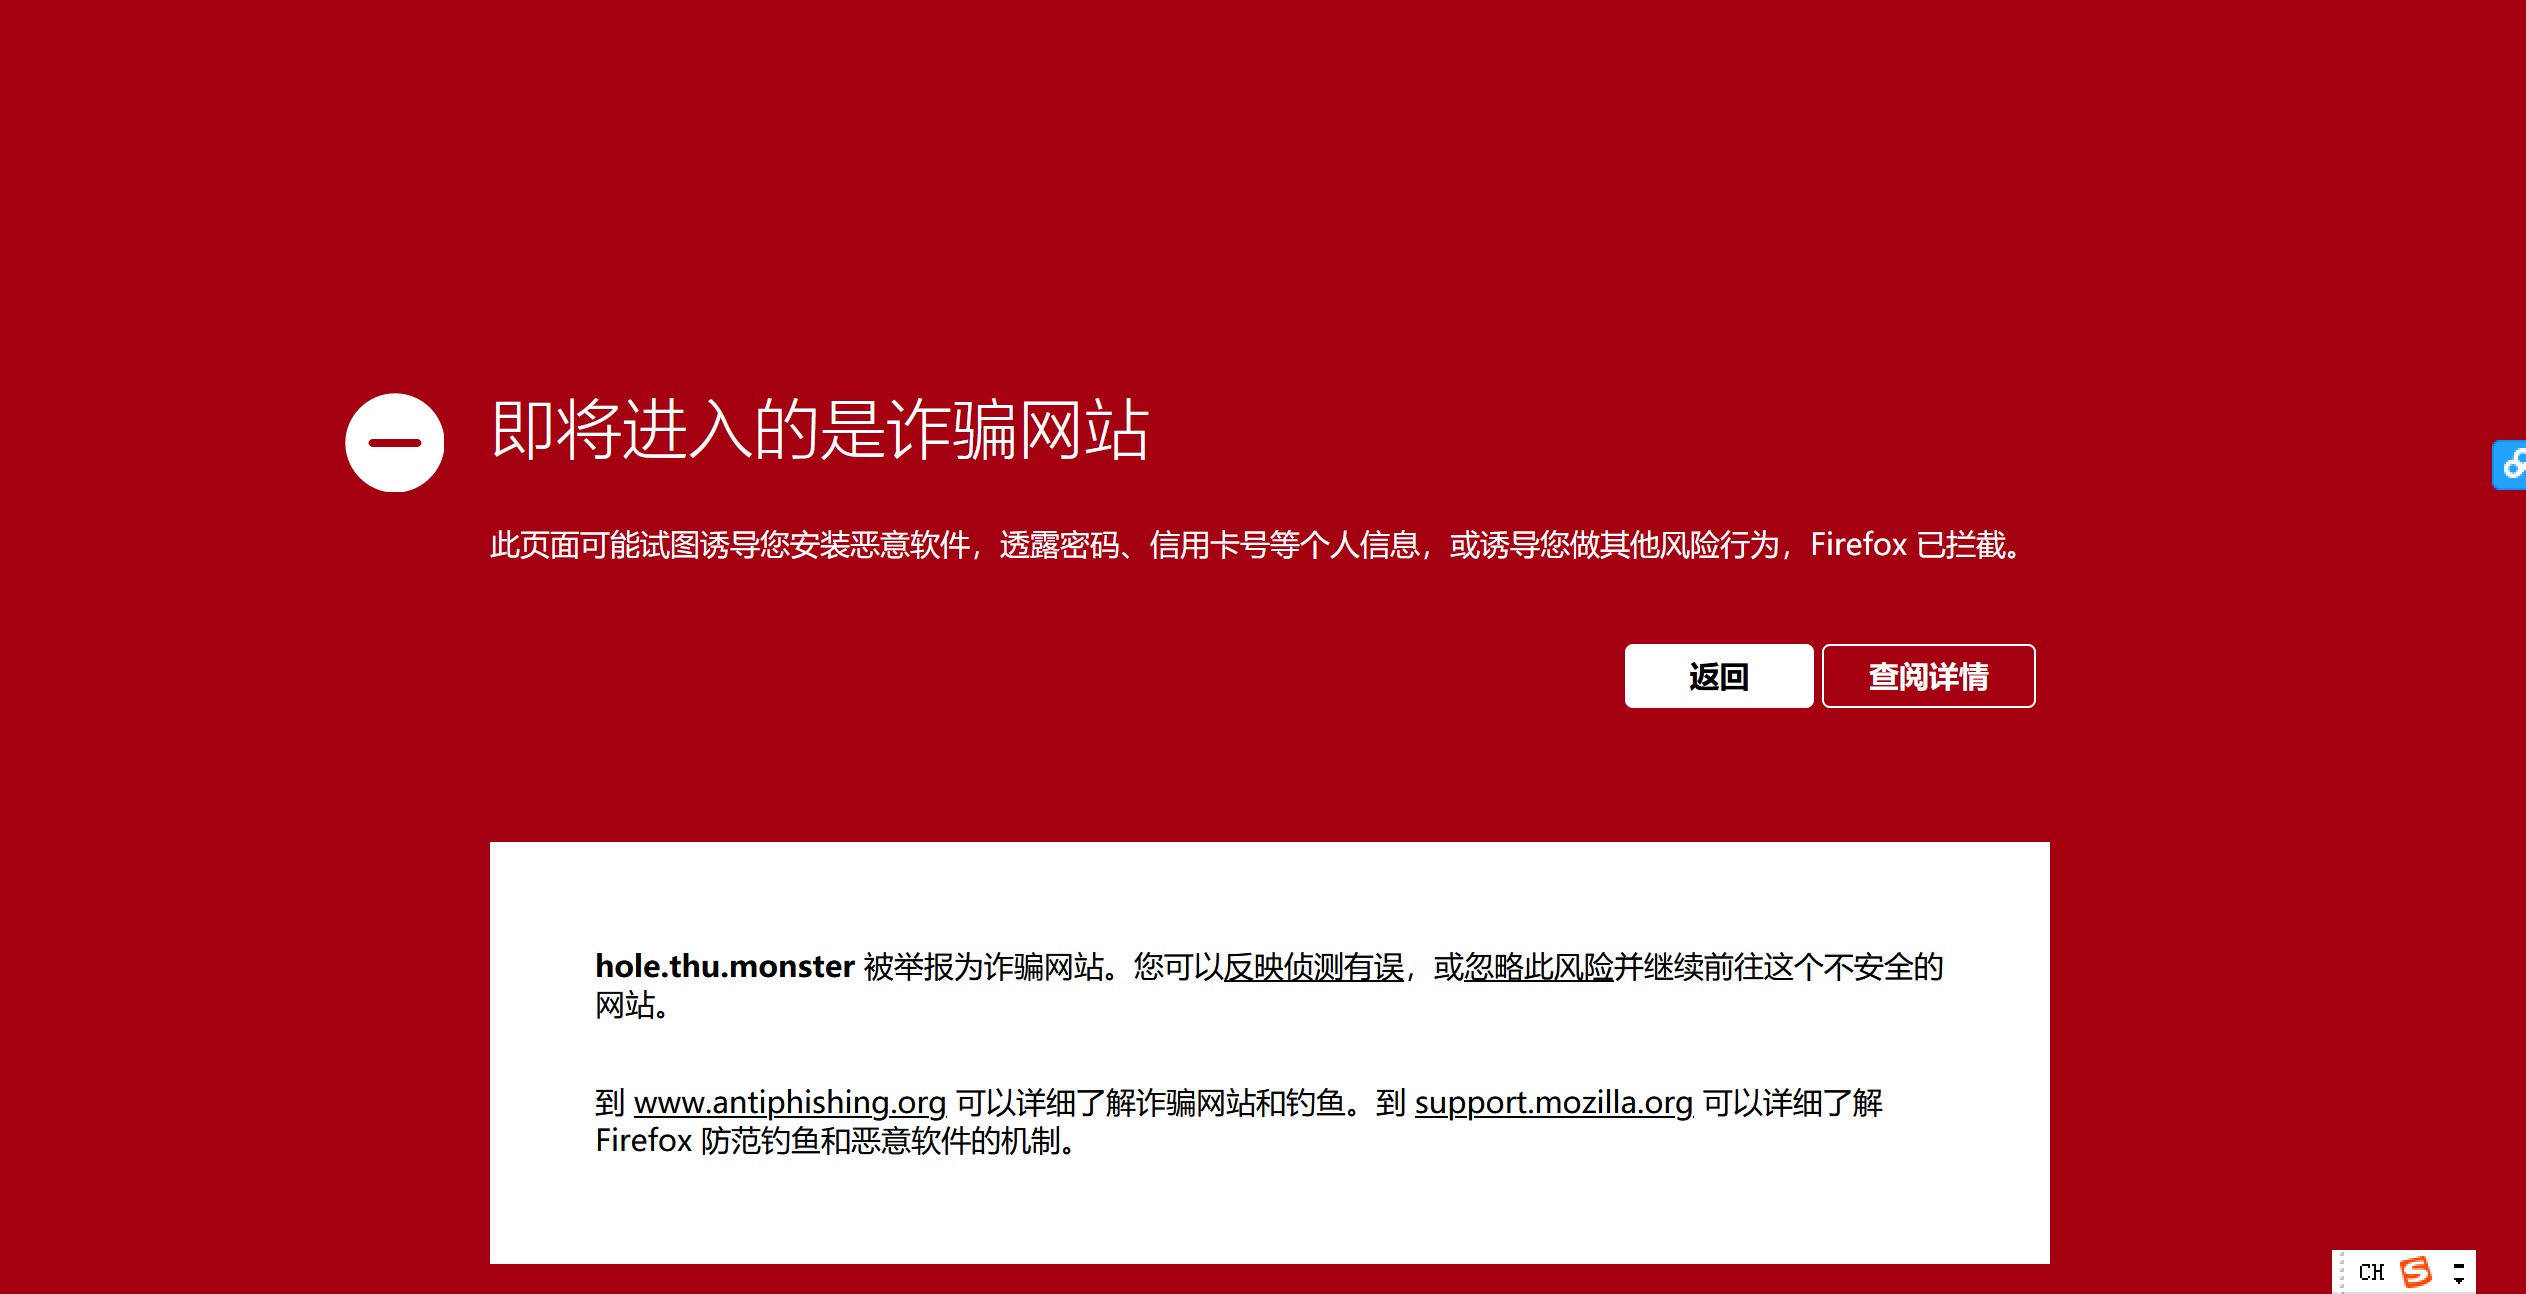 即将进入的是诈骗网站
此页面可能试图诱导您安装恶意软件，透露密码、信用卡号等个人信息，或诱导您做其他风险行为，Firefox 已拦截。
返回 查阅详情
hole.thu.monster 被举报为诈骗网站。您可以反映侦测有误，或忽略此风险并继续前往这个不安全的
网站。
到 www.antiphishing.org 可以详细了解诈骗网站和钓鱼。到 support.mozilla.org 可以详细了解
Firefox 防范钓鱼和恶意软件的机制。
CH